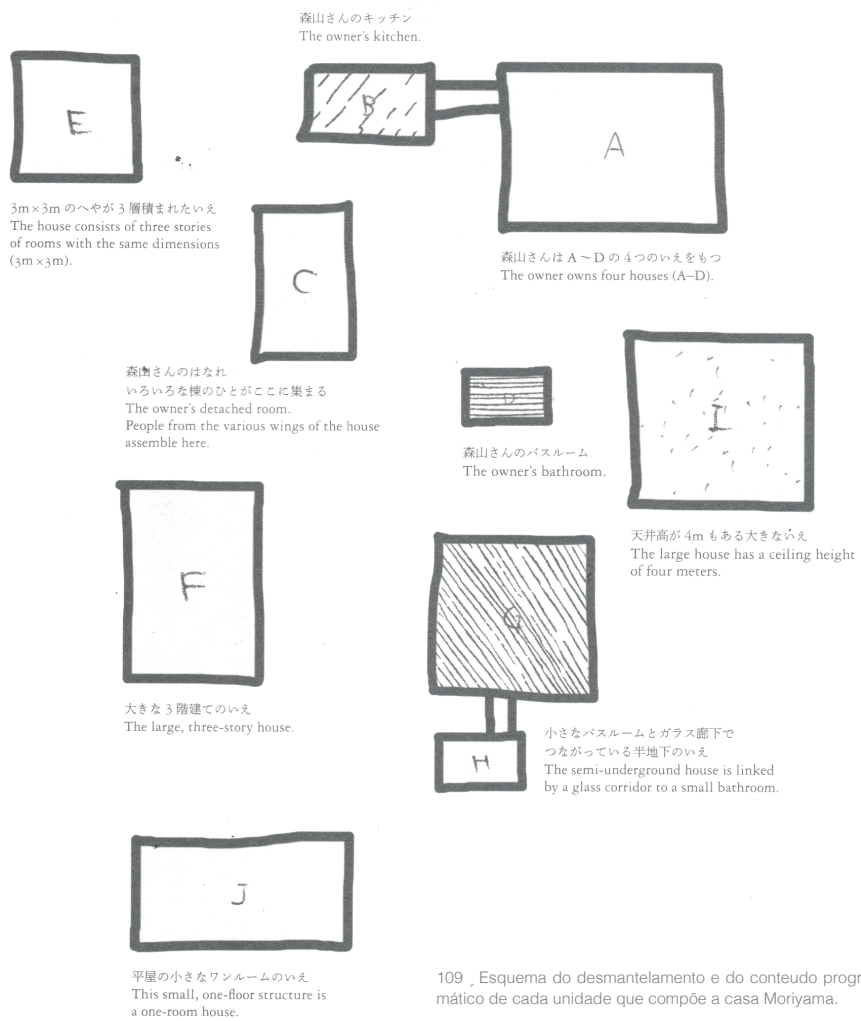 森山さんのキッチン
The owner's kitchen.
E
B
A
3m×3m のへやが 3 層積まれたいえ
The house consists of three stories
of rooms with the same dimensions
(3m×3m).
森山さんは A〜D の 4つのいえをもつ
The owner owns four houses (A–D).
C
森山さんのはなれ
いろいろな棟のひとがここに集まる
The owner's detached room.
People from the various wings of the house
assemble here.
D
森山さんのバスルーム
The owner's bathroom.
I
天井高が 4m もある大きないえ
The large house has a ceiling height
of four meters.
F
大きな 3 階建てのいえ
The large, three-story house.
G
H
小さなバスルームとガラス廊下で
つながっている半地下のいえ
The semi-underground house is linked
by a glass corridor to a small bathroom.
J
平屋の小さなワンルームのいえ
This small, one-floor structure is
a one-room house.
109 , Esquema do desmantelamento e do conteudo progr
mático de cada unidade que compõe a casa Moriyama.